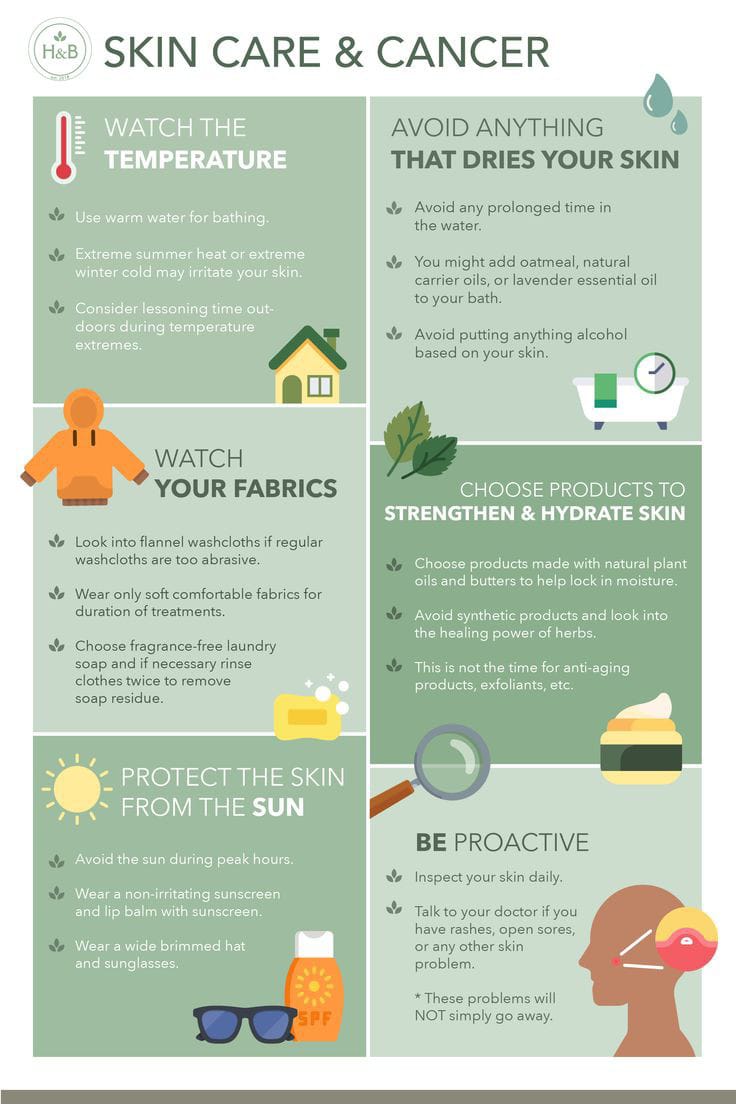 H&B
SKIN CARE & CANCER
WATCH THE
TEMPERATURE
Use warm water for bathing.
Extreme summer heat or extreme
winter cold may irritate your skin.
Consider lessoning time out-
doors during temperature
extremes.
AVOID ANYTHING
THAT DRIES YOUR SKIN
Avoid any prolonged time in
the water.
You might add oatmeal, natural
carrier oils, or lavender essential oil
to your bath.
Avoid putting anything alcohol
based on your skin.
WATCH
YOUR FABRICS
Look into flannel washcloths if regular
washcloths are too abrasive.
Wear only soft comfortable fabrics for
duration of treatments.
Choose fragrance-free laundry
soap and if necessary rinse
clothes twice to remove
soap residue.
CHOOSE PRODUCTS TO
STRENGTHEN & HYDRATE SKIN
Choose products made with natural plant
oils and butters to help lock in moisture.
Avoid synthetic products and look into
the healing power of herbs.
This is not the time for anti-aging
products, exfoliants, etc.
PROTECT THE SKIN
FROM THE SUN
Avoid the sun during peak hours.
Wear a non-irritating sunscreen
and lip balm with sunscreen.
Wear a wide brimmed hat
and sunglasses.
SPF
BE PROACTIVE
Inspect your skin daily.
Talk to your doctor if you
have rashes, open sores,
or any other skin
problem.
* These problems will
NOT simply go away.